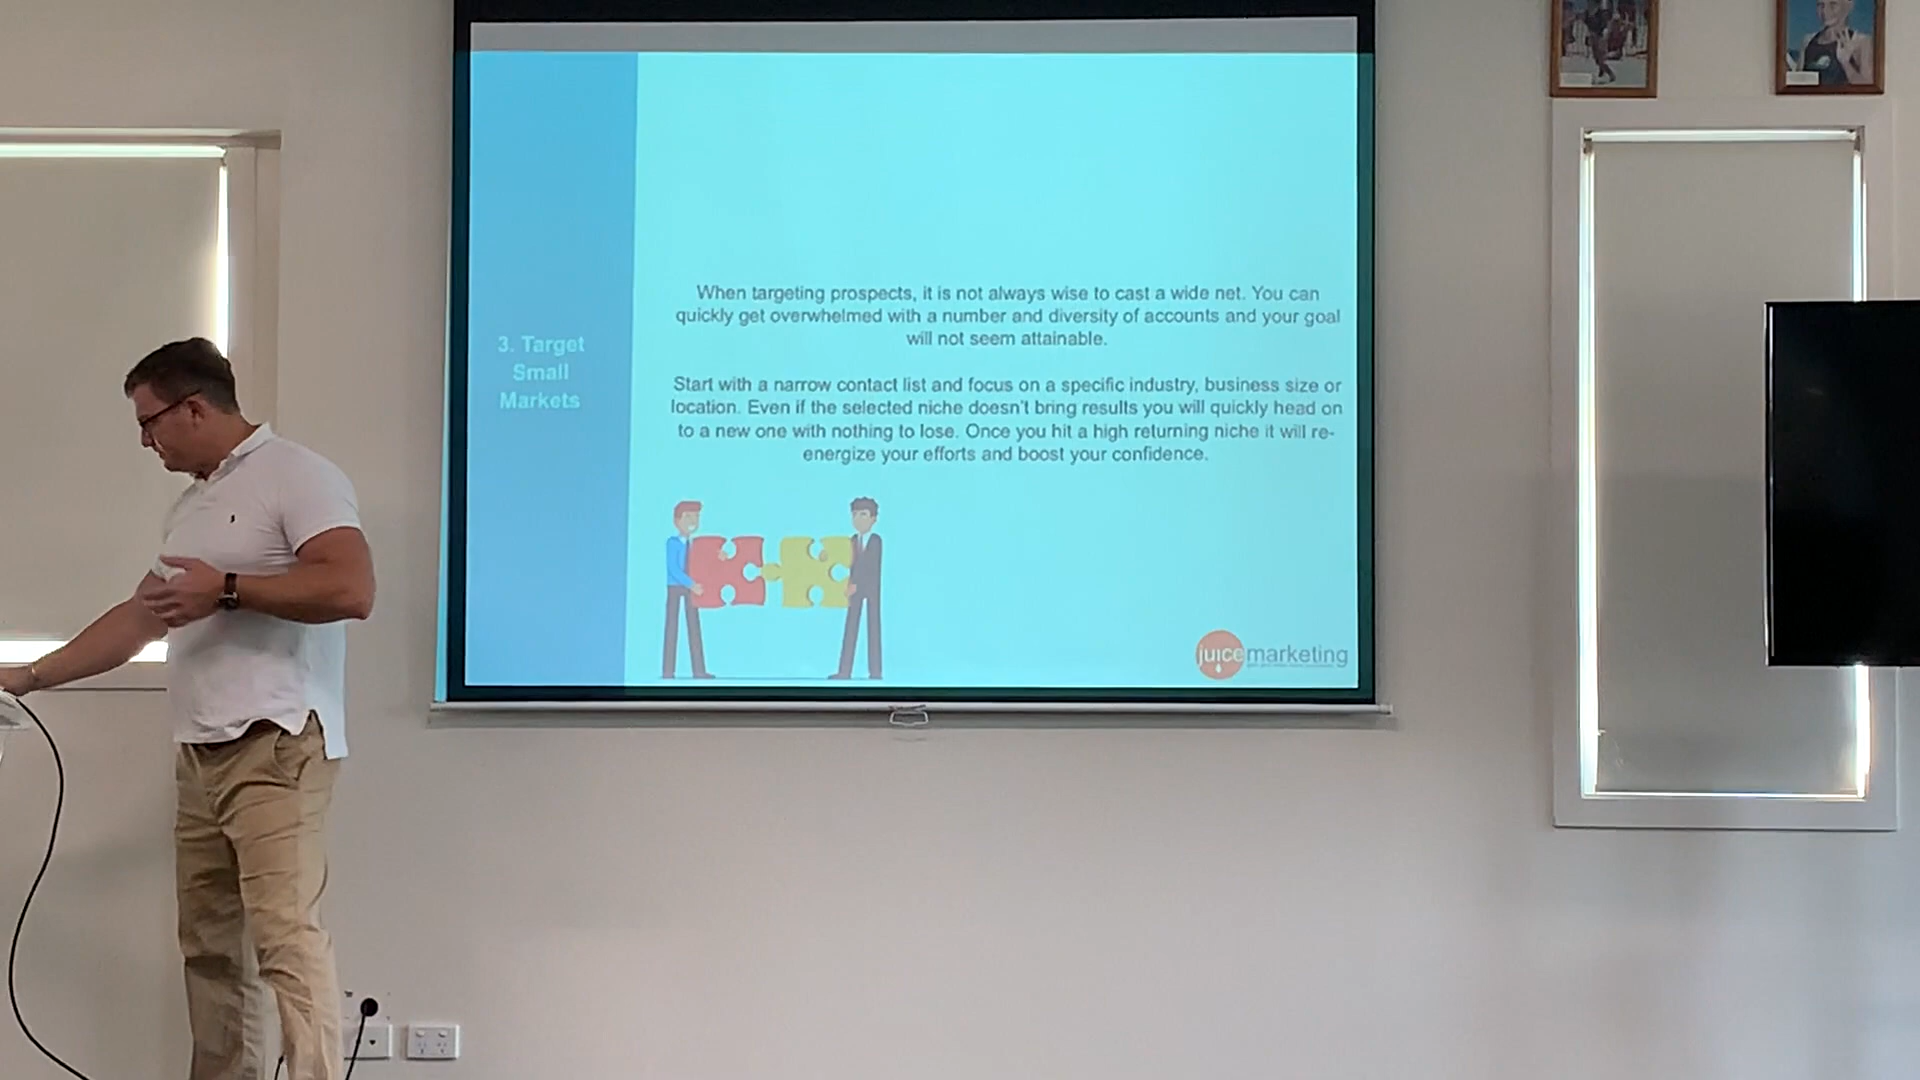 3. Target
Small
Markets
When targeting prospects, it is not always wise to cast a wide net. You can
quickly get overwhelmed with a number and diversity of accounts and your goal
will not seem attainable.
Start with a narrow contact list and focus on a specific industry, business size or
location. Even if the selected niche doesn't bring results you will quickly head on
to a new one with nothing to lose. Once you hit a high returning niche it will re-
energize your efforts and boost your confidence.
juicemarketing